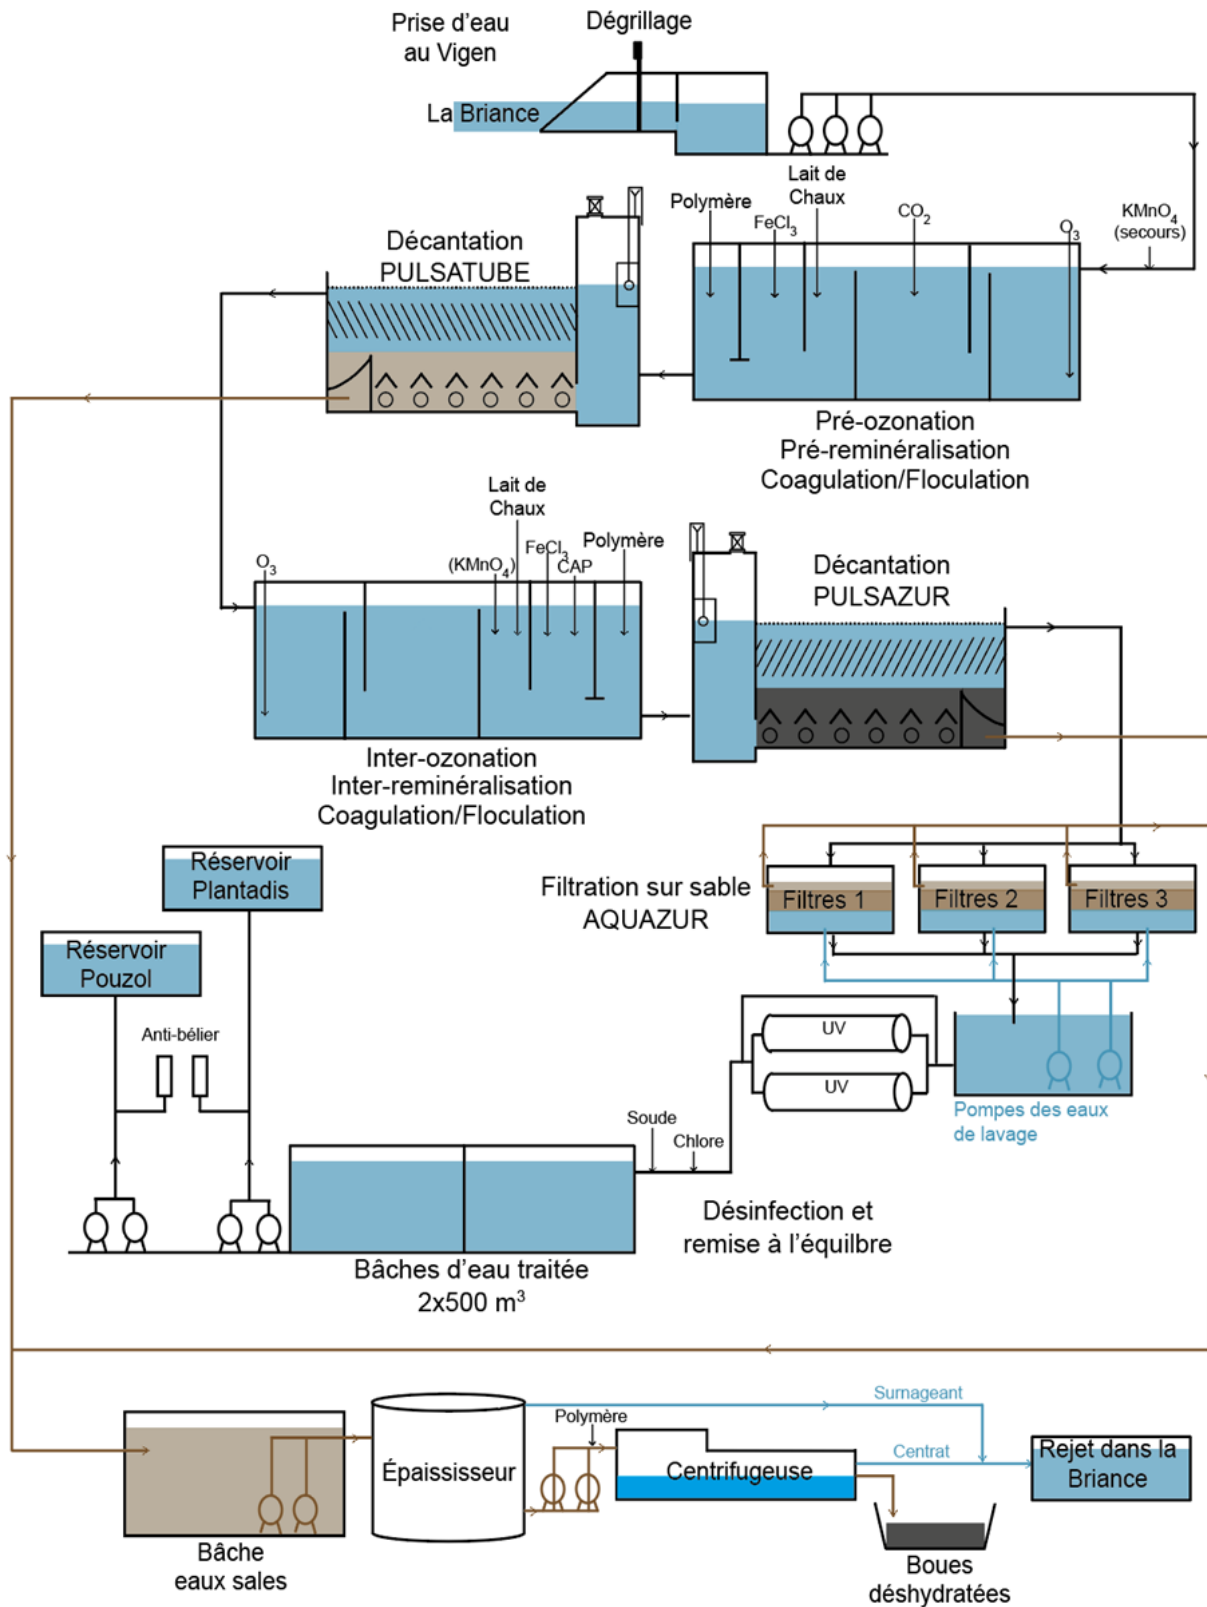 Prise d'eau
au Vigen
Dégrillage
La Briance
Lait de
Chaux
Polymère
FeCl3
CO2
O3
KMnO4
(secours)
Décantation
PULSATUBE
Pré-ozonation
Pré-reminéralisation
Coagulation/Floculation
Lait de
Chaux
O3
(KMnO4)
FeCl3
CAP
Polymère
Décantation
PULSAZUR
Inter-ozonation
Inter-reminéralisation
Coagulation/Floculation
Réservoir
Plantadis
Filtration sur sable
AQUAZUR
Filtres 1
Filtres 2
Filtres 3
Réservoir
Pouzol
Anti-bélier
UV
UV
Pompes des eaux
de lavage
Soude
Chlore
Désinfection et
remise à l'équilbre
Bâches d'eau traitée
2x500 m3
Surnageant
Polymère
Épaississeur
Centrifugeuse
Centrat
Rejet dans la
Briance
Bâche
eaux sales
Boues
déshydratées